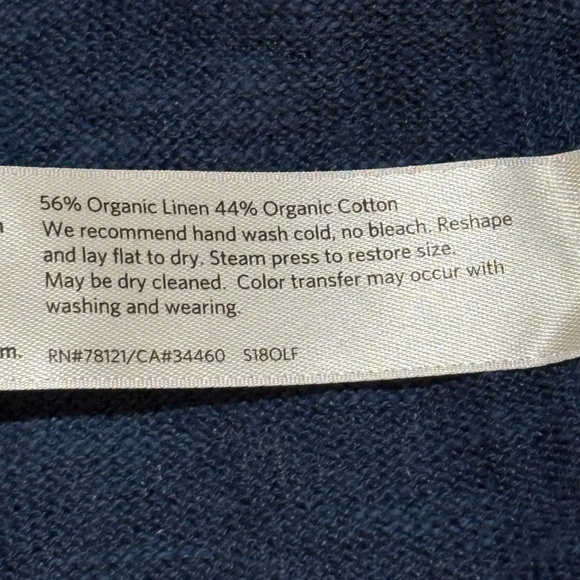 56% Organic Linen 44% Organic Cotton
We recommend hand wash cold, no bleach. Reshape
and lay flat to dry. Steam press to restore size.
May be dry cleaned. Color transfer may occur with
washing and wearing.
m. RN#78121/CA#34460 S18OLF